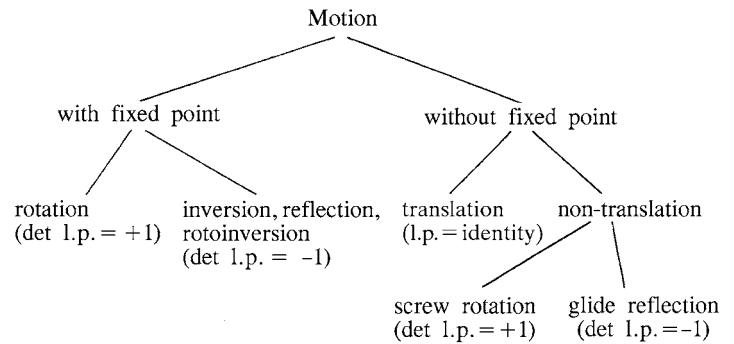 Motion
with fixed point
without fixed point
rotation
(det l.p. = +1)
inversion, reflection,
rotoinversion
(det l.p. = -1)
translation
(l.p. = identity)
non-translation
screw rotation
(det l.p. = +1)
glide reflection
(det l.p. = -1)